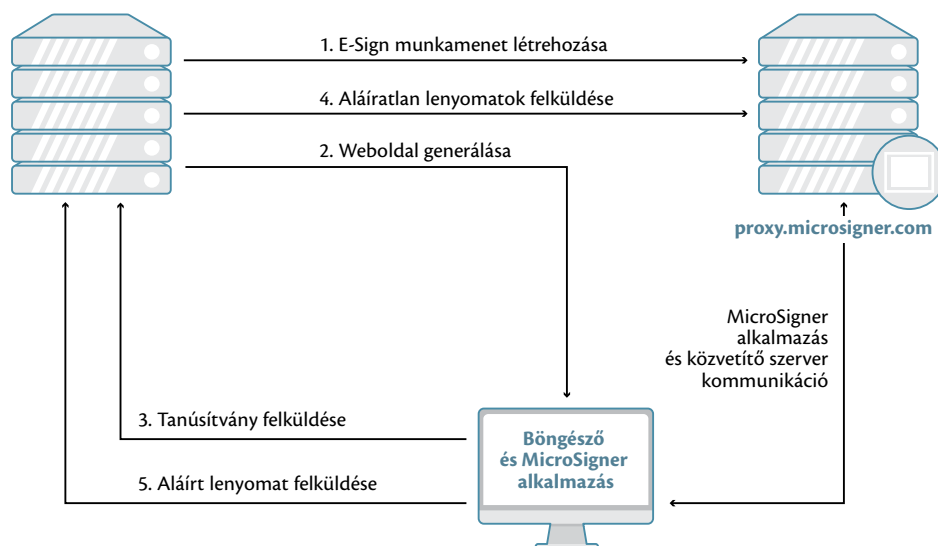 1. E-Sign munkamenet létrehozása
4. Aláíratlan lenyomatok felküldése
2. Weboldal generálása
proxy.microsigner.com
MicroSigner
alkalmazás
és közvetítő szerver
kommunikáció
3. Tanúsítvány felküldése
Böngésző
és MicroSigner
alkalmazás
5. Aláírt lenyomat felküldése